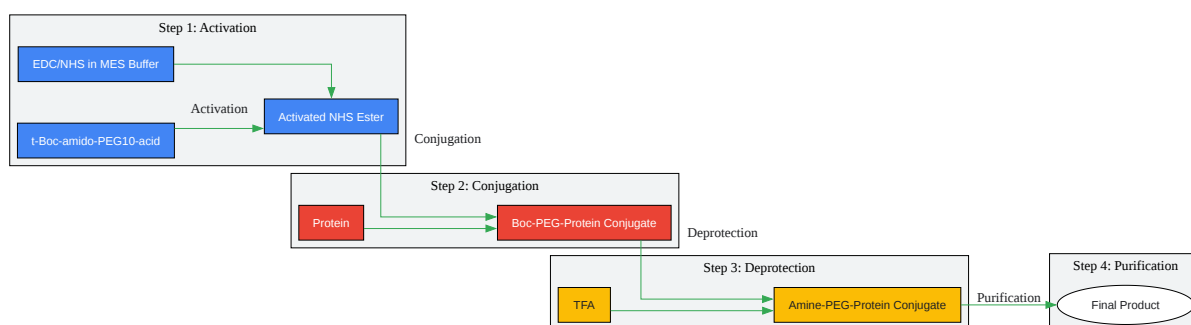 Step 1: Activation
EDC/NHS in MES Buffer
Activation
Activated NHS Ester
t-Boc-amido-PEG10-acid
Conjugation
Step 2: Conjugation
Protein
Boc-PEG-Protein Conjugate
Deprotection
Step 3: Deprotection
TFA
Amine-PEG-Protein Conjugate
Purification
Step 4: Purification
Final Product